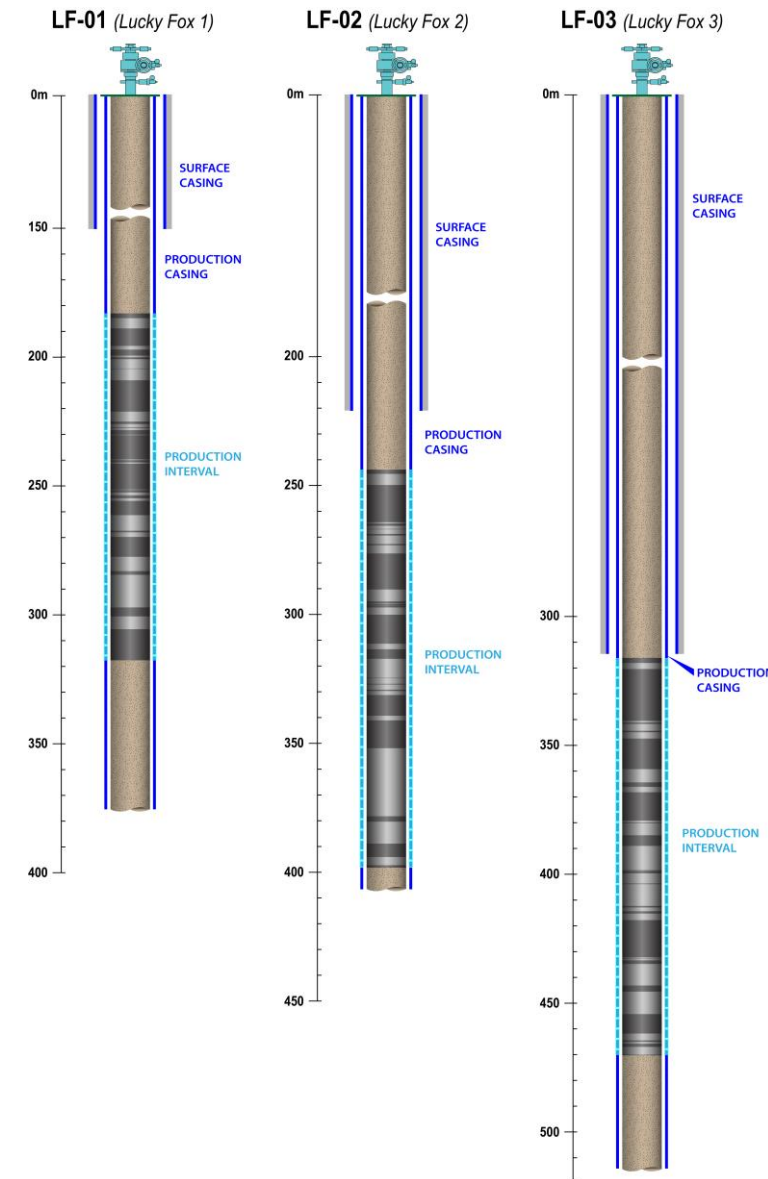 LF-01 (Lucky Fox 1)
0m
SURFACE
CASING
150
PRODUCTION
CASING
200
PRODUCTION
INTERVAL
250
300
350
400
LF-02 (Lucky Fox 2)
0m
SURFACE
CASING
200
PRODUCTION
CASING
250
300
PRODUCTION
INTERVAL
350
400
450
LF-03 (Lucky Fox 3)
0m
SURFACE
CASING
300
PRODUCTION
CASING
350
PRODUCTION
INTERVAL
400
450
500